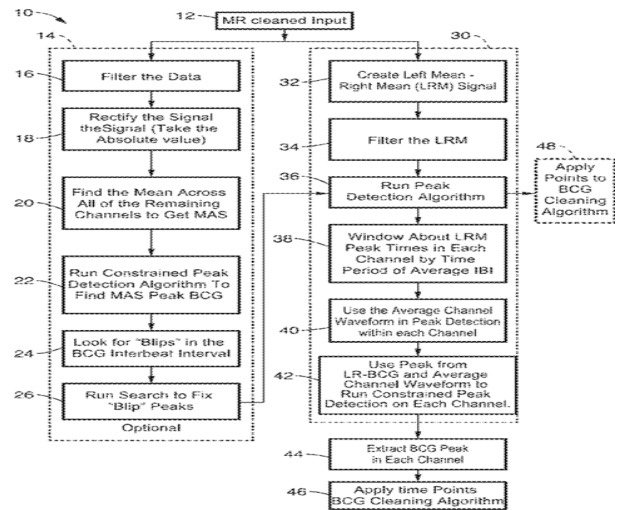 10
12
MR cleaned Input
14
30
16
Filter the Data
18
Rectify the Signal
theSignal (Take the
Absolute value)
20
Find the Mean Across
All of the Remaining
Channels to Get MAS
22
Run Constrained Peak
Detection Algorithm To
Find MAS Peak BCG
24
Look for "Blips" in the
BCG Interbeat Interval
26
Run Search to Fix
"Blip" Peaks
Optional
32
Create Left Mean -
Right Mean (LRM) Signal
34
Filter the LRM
36
Run Peak
Detection Algorithm
48
Apply
Points to
BCG
Cleaning
Algorithm
38
Window About LRM
Peak Times in Each
Channel by Time
Period of Average IBI
40
Use the Average Channel
Waveform in Peak Detection
within each Channel
42
Use Peak from
LR-BCG and Average
Channel Waveform to
Run Constrained Peak
Detection on Each Channel.
44
Extract BCG Peak
in Each Channel
46
Apply time Points
BCG Cleaning Algorithm